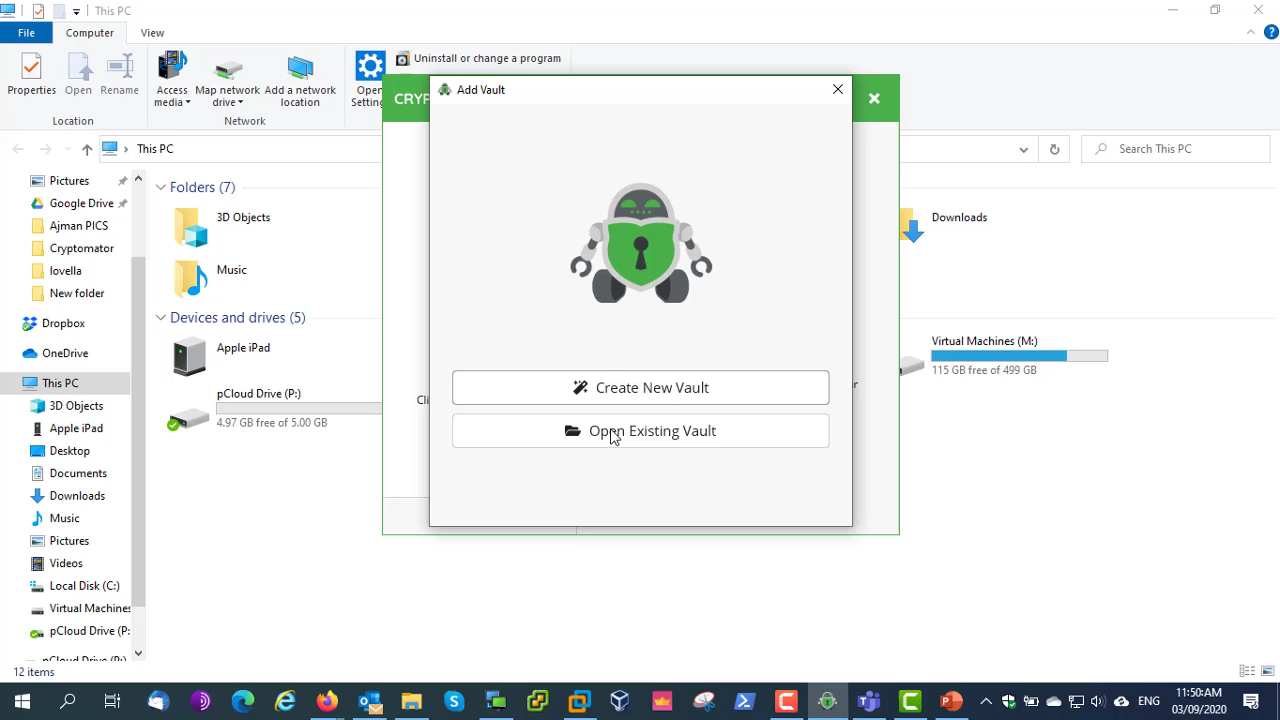 This PC
File
Computer
View
Properties
Open
Rename
Access media
Map network drive
Add a network location
Open
Uninstall or change a program
Location
Network
This PC
Search This PC
Add Vault
Create New Vault
Open Existing Vault
Pictures
Google Drive
Ajman PICS
Cryptomator
lovella
New folder
Dropbox
OneDrive
This PC
3D Objects
Apple iPad
Desktop
Documents
Downloads
Music
Pictures
Videos
Local Disk (C:)
Virtual Machines
pCloud Drive (P:
Folders (7)
3D Objects
Music
Downloads
Devices and drives (5)
Apple iPad
pCloud Drive (P:)
4.97 GB free of 5.00 GB
Virtual Machines (M:)
115 GB free of 499 GB
12 items
ENG
11:50:AM
03/09/2020